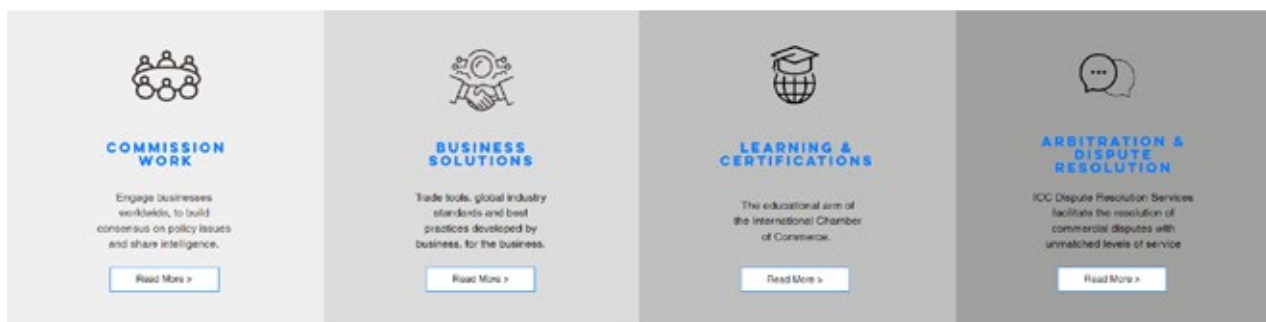 COMMISSION
WORK
Engage businesses
worldwide, to build
consensus on policy issues
and share intelligence.
Read More >
BUSINESS
SOLUTIONS
Trade tools, global industry
standards and best
practices developed by
business, for the business.
Read More >
LEARNING &
CERTIFICATIONS
The educational arm of
the International Chamber
of Commerce.
Read More >
ARBITRATION &
DISPUTE
RESOLUTION
ICC Dispute Resolution Services
facilitate the resolution of
commercial disputes with
unmatched levels of service
Read More >